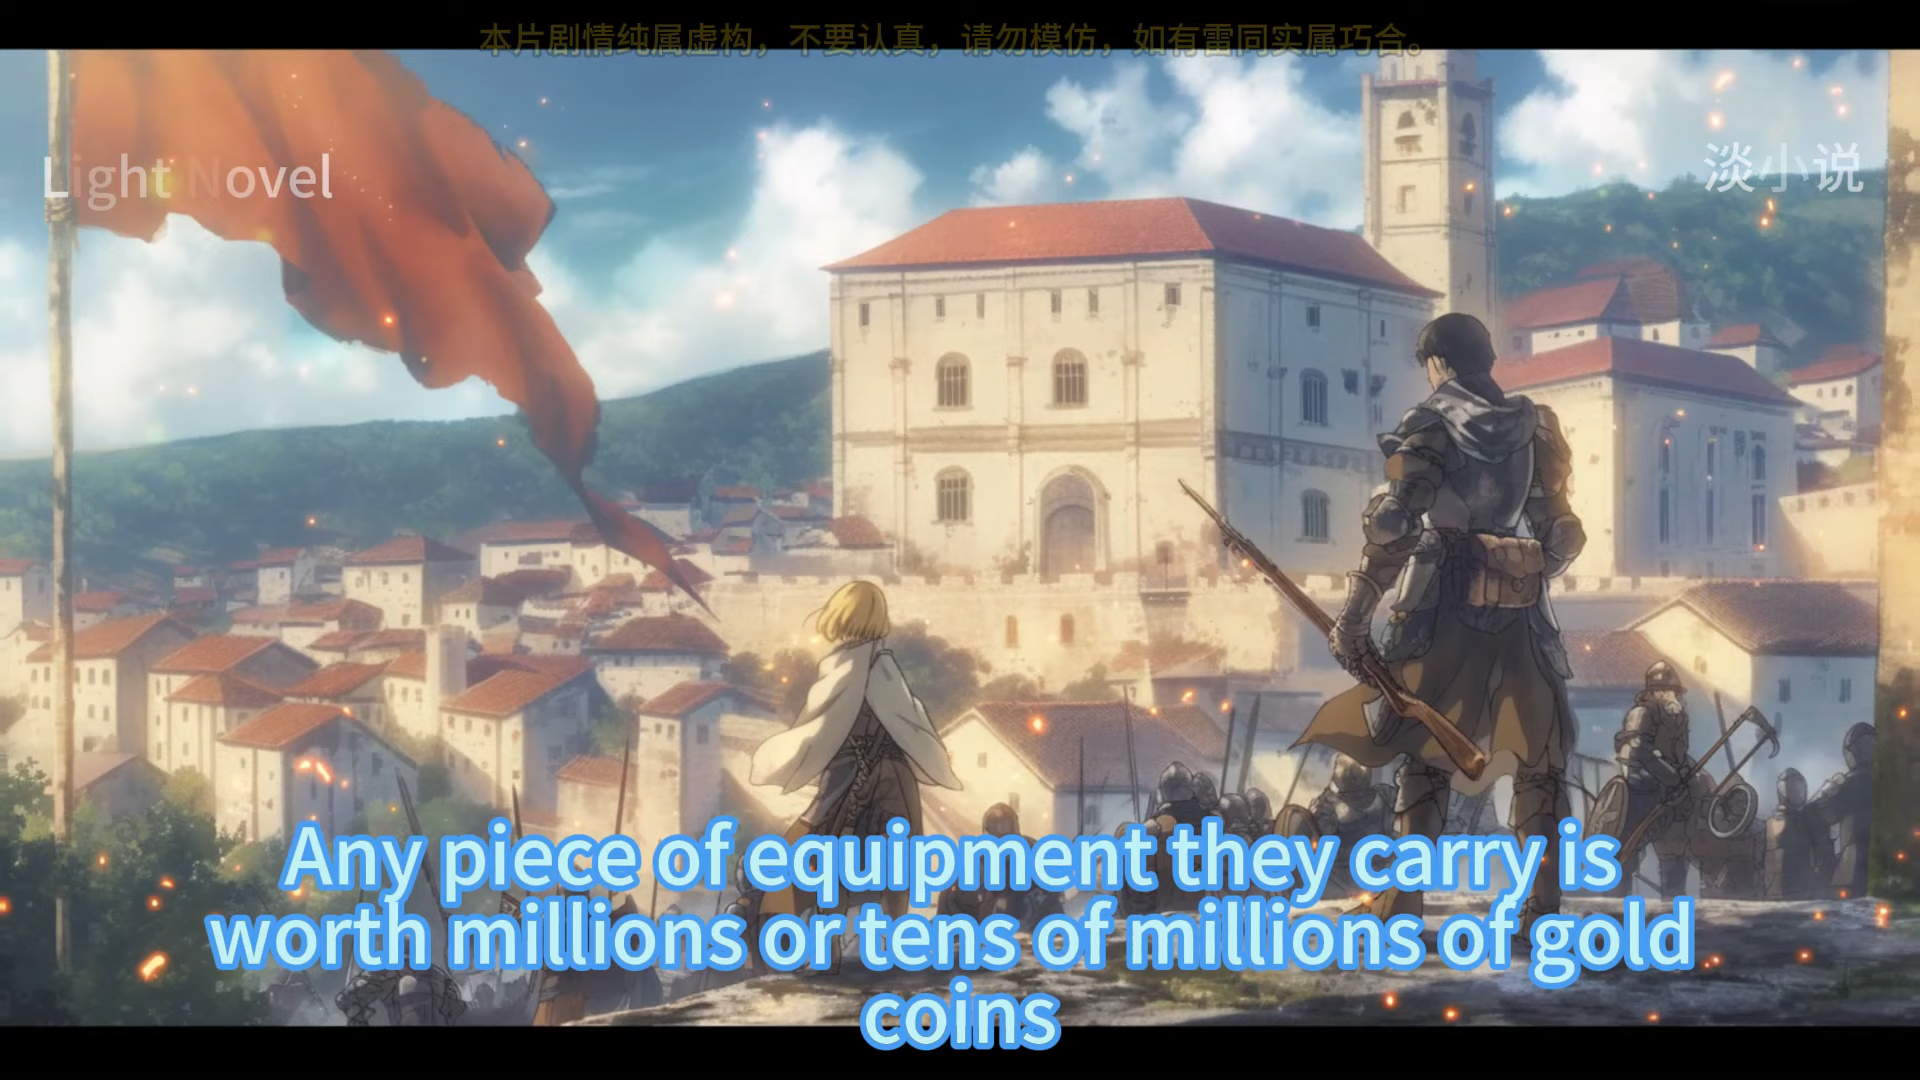 本片剧情纯属虚构，不要认真，请勿模仿，如有雷同实属巧合。
Light Novel
淡小说
Any piece of equipment they carry is
worth millions or tens of millions of gold
coins